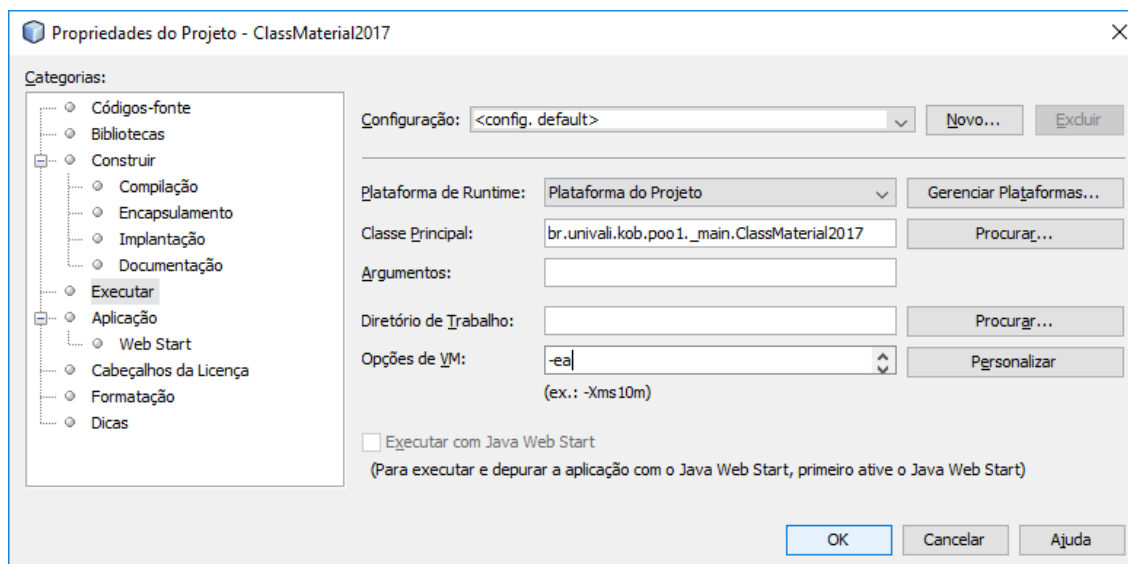 Propriedades do Projeto - ClassMaterial2017
Categorias:
Códigos-fonte
Bibliotecas
Construir
Compilação
Encapsulamento
Implantação
Documentação
Executar
Aplicação
Web Start
Cabeçalhos da Licença
Formatação
Dicas
Configuração: <config. default> Novo... Excluir
Plataforma de Runtime: Plataforma do Projeto Gerenciar Plataformas...
Classe Principal: br.univali.kob.poo1._main.ClassMaterial2017 Procurar...
Argumentos:
Diretório de Trabalho: Procurar...
Opções de VM: -ea Personalizar
(ex.: -Xms10m)
Executar com Java Web Start
(Para executar e depurar a aplicação com o Java Web Start, primeiro ative o Java Web Start)
OK Cancelar Ajuda